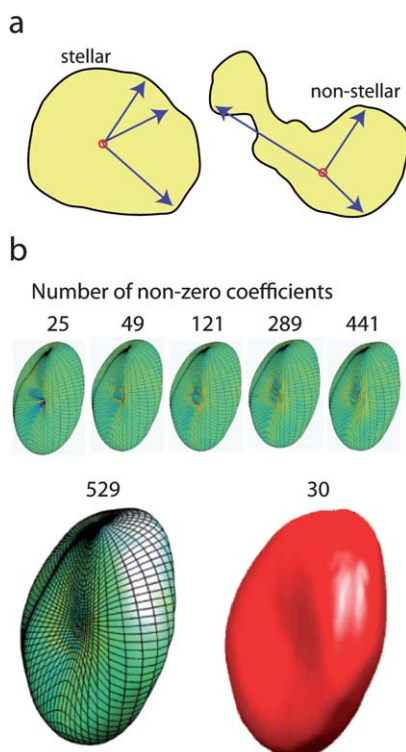 a
stellar
non-stellar
b
Number of non-zero coefficients
25 49 121 289 441
529 30